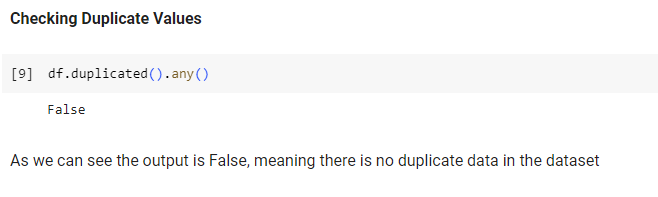 Checking Duplicate Values
[9] df.duplicated().any()
False
As we can see the output is False, meaning there is no duplicate data in the dataset